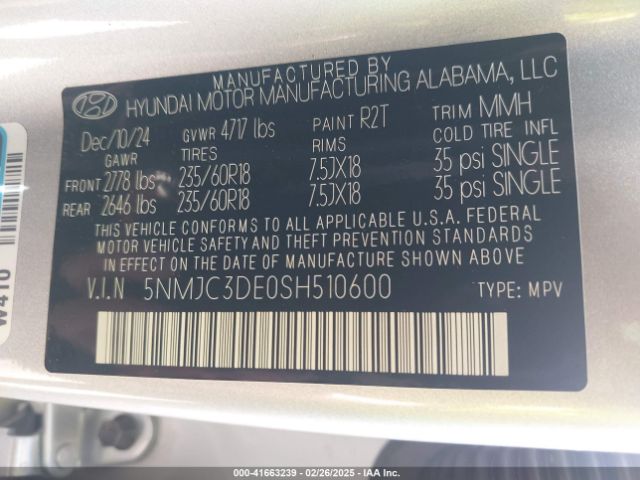 MANUFACTURED BY
HYUNDAI MOTOR MANUFACTURING ALABAMA, LLC
Dec/10/24 GVWR 4717 lbs PAINT R2T TRIM MMH
GAWR TIRES RIMS COLD TIRE INFL
FRONT 2778 lbs 235/60R18 7.5JX18 35 psi SINGLE
REAR 2646 lbs 235/60R18 7.5JX18 35 psi SINGLE
THIS VEHICLE CONFORMS TO ALL APPLICABLE U.S.A. FEDERAL
MOTOR VEHICLE SAFETY AND THEFT PREVENTION STANDARDS
IN EFFECT ON THE DATE OF MANUFACTURE SHOWN ABOVE
V.I.N 5NMJC3DE0SH510600 TYPE: MPV
W410
000-41663239 - 02/26/2025 - IAA Inc.